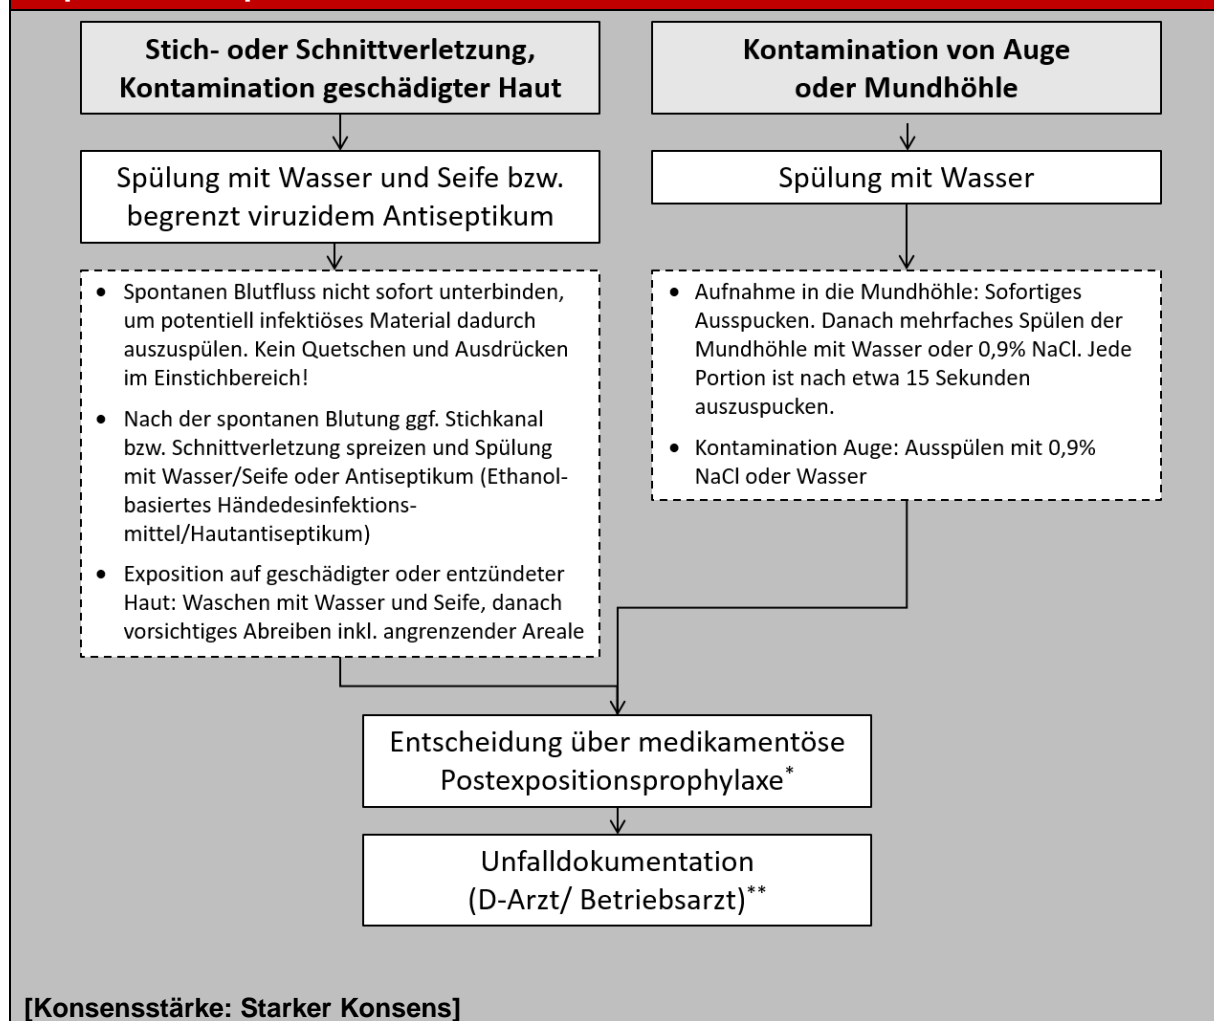 Stich- oder Schnittverletzung,
Kontamination geschädigter Haut
Spülung mit Wasser und Seife bzw.
begrenzt viruzidem Antiseptikum
• Spontanen Blutfluss nicht sofort unterbinden,
um potentiell infektiöses Material dadurch
auszuspülen. Kein Quetschen und Ausdrücken
im Einstichbereich!
• Nach der spontanen Blutung ggf. Stichkanal
bzw. Schnittverletzung spreizen und Spülung
mit Wasser/Seife oder Antiseptikum (Ethanol-
basiertes Händedesinfektions-
mittel/Hautantiseptikum)
• Exposition auf geschädigter oder entzündeter
Haut: Waschen mit Wasser und Seife, danach
vorsichtiges Abreiben inkl. angrenzender Areale
Kontamination von Auge
oder Mundhöhle
Spülung mit Wasser
• Aufnahme in die Mundhöhle: Sofortiges
Ausspucken. Danach mehrfaches Spülen der
Mundhöhle mit Wasser oder 0,9% NaCl. Jede
Portion ist nach etwa 15 Sekunden
auszuspucken.
• Kontamination Auge: Ausspülen mit 0,9%
NaCl oder Wasser
Entscheidung über medikamentöse
Postexpositionsprophylaxe*
Unfalldokumentation
(D-Arzt/ Betriebsarzt)**
[Konsensstärke: Starker Konsens]